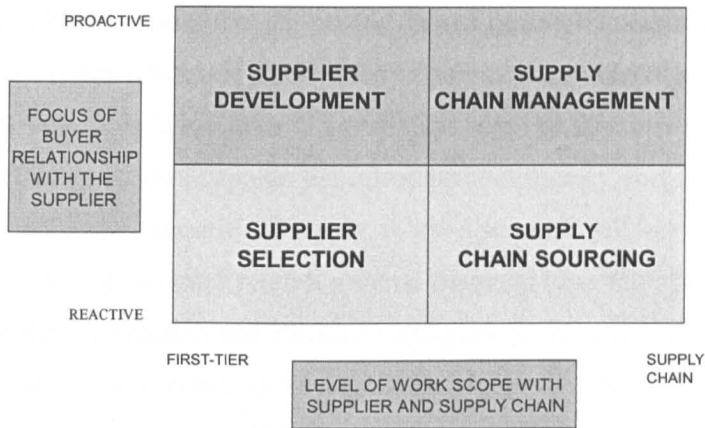 PROACTIVE
SUPPLIER
DEVELOPMENT
SUPPLY
CHAIN MANAGEMENT
FOCUS OF
BUYER
RELATIONSHIP
WITH THE
SUPPLIER
SUPPLIER
SELECTION
SUPPLY
CHAIN SOURCING
REACTIVE
FIRST-TIER
SUPPLY
CHAIN
LEVEL OF WORK SCOPE WITH
SUPPLIER AND SUPPLY CHAIN